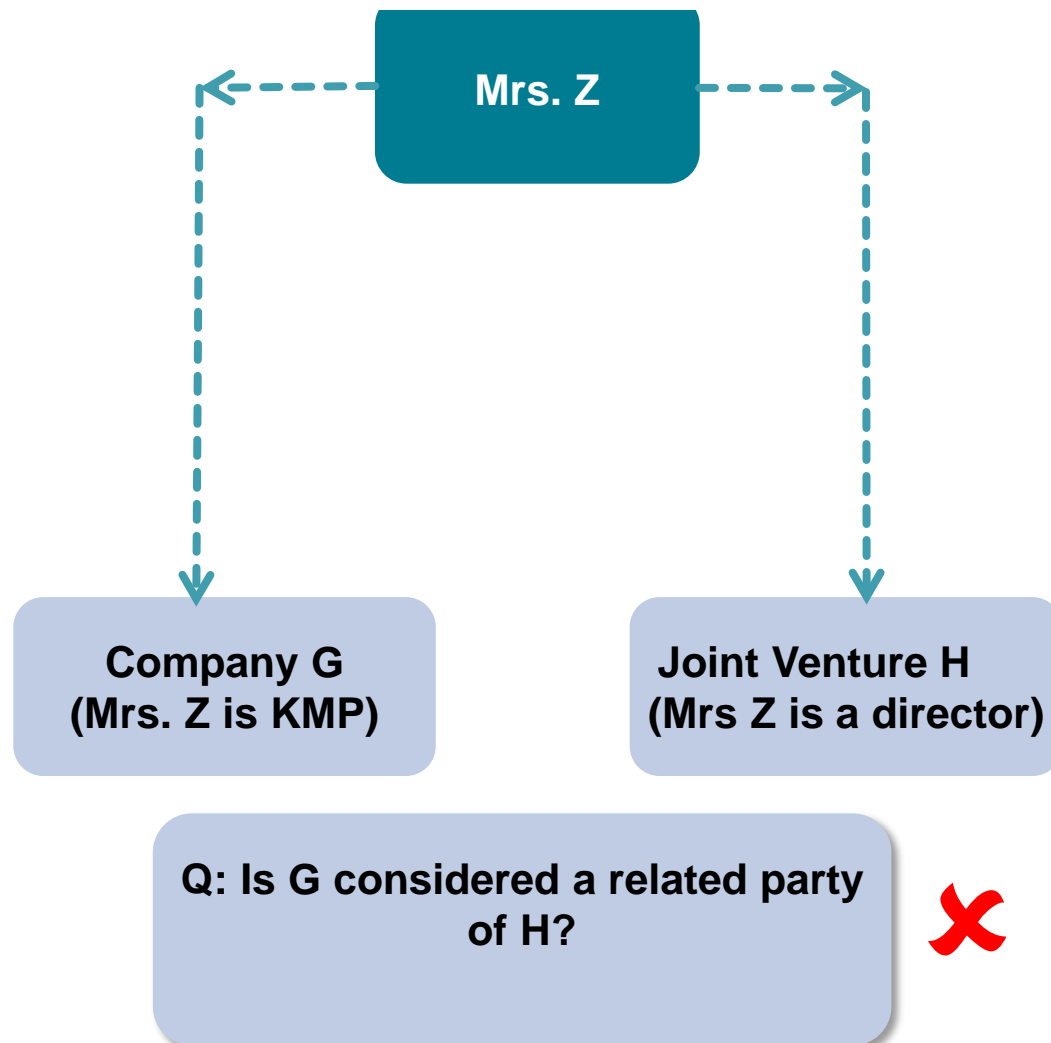 Mrs. Z
Company G
(Mrs. Z is KMP)
Joint Venture H
(Mrs Z is a director)
Q: Is G considered a related party
of H?